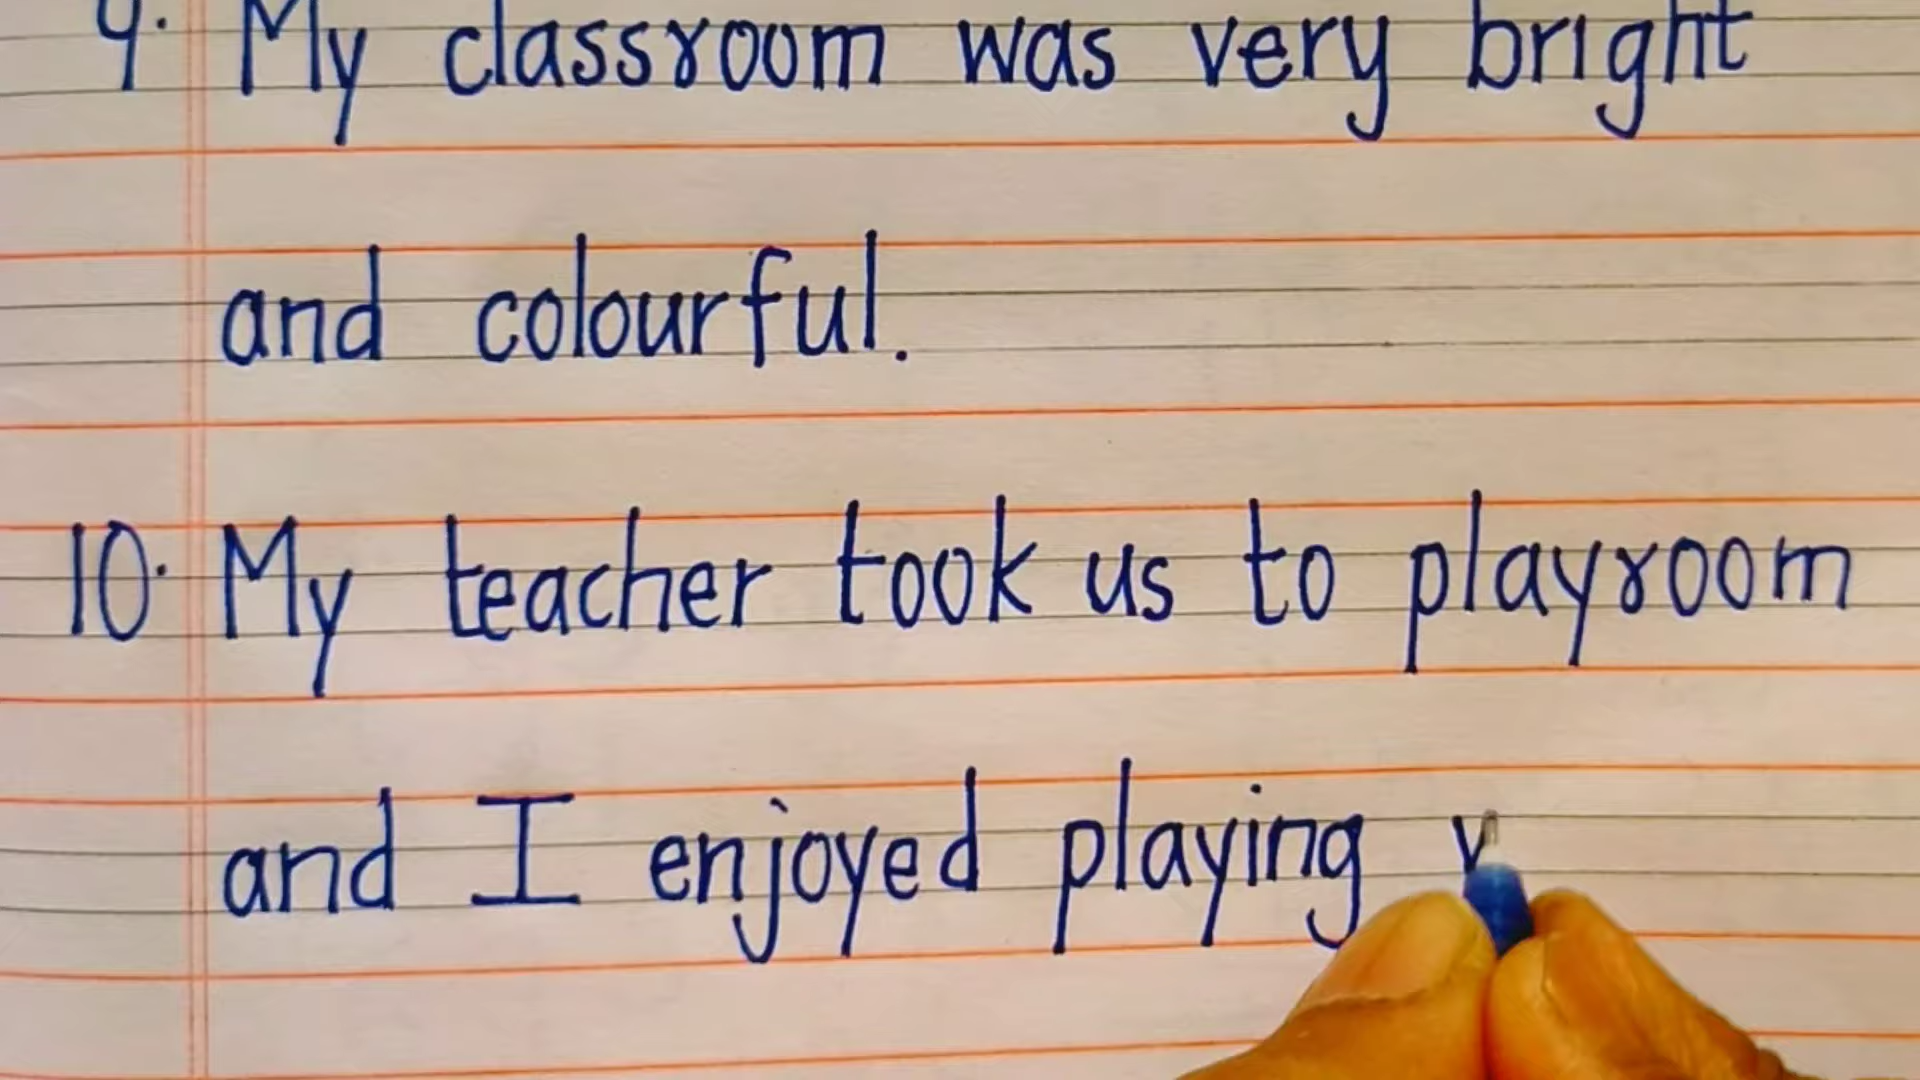 9. My classroom was very bright
and colourful.
10. My teacher took us to playroom
and I enjoyed playing